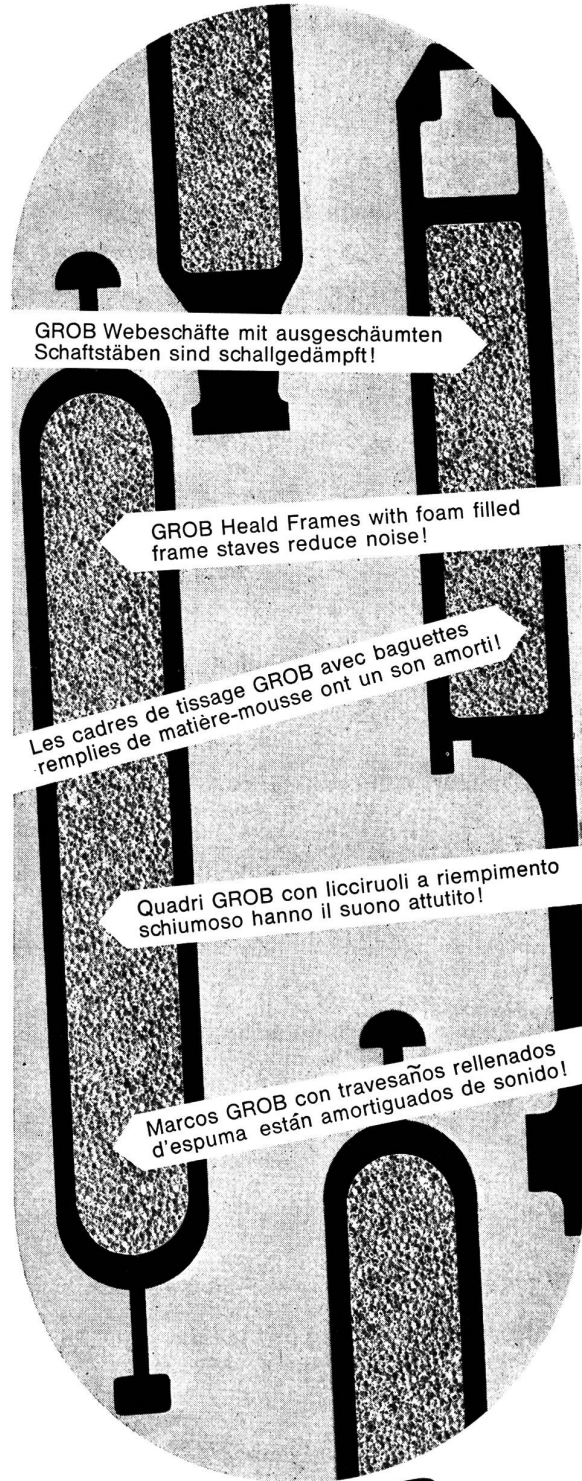 GROB Webeschäfte mit ausgeschäumten
Schaftstäben sind schallgedämpft!
GROB Heald Frames with foam filled
frame staves reduce noise!
Les cadres de tissage GROB avec baguettes
remplies de matière-mousse ont un son amorti!
Quadri GROB con licciruoli a riempimento
schiumoso hanno il suono attutito!
Marcos GROB con travesaños rellenados
d'espuma están amortiguados de sonido!